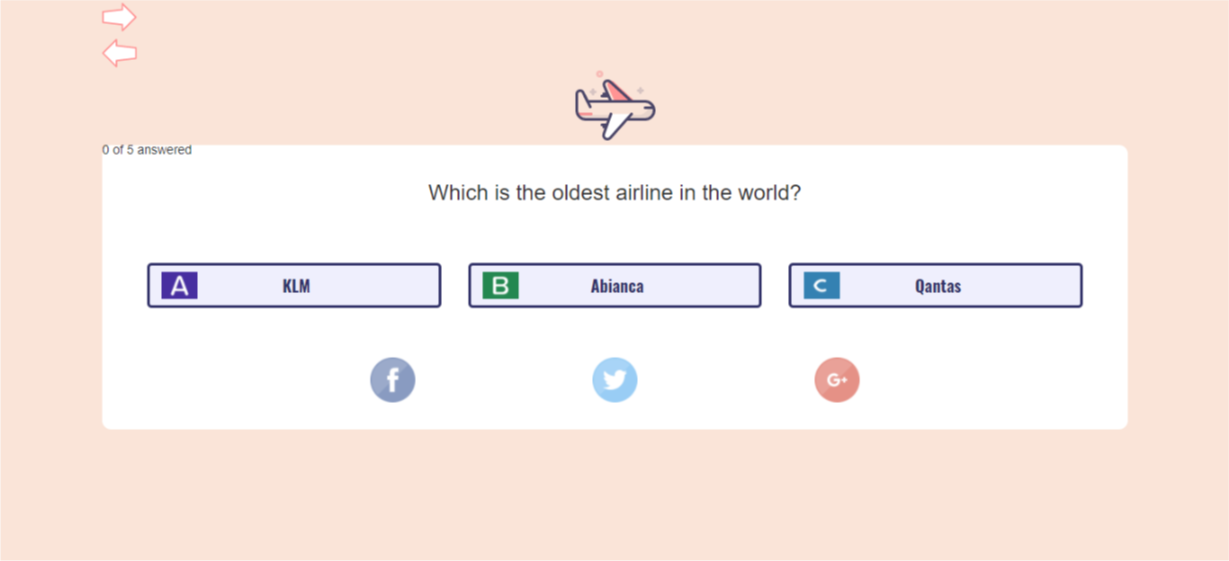 0 of 5 answered
Which is the oldest airline in the world?
A KLM
B Abianca
C Qantas
f
G+